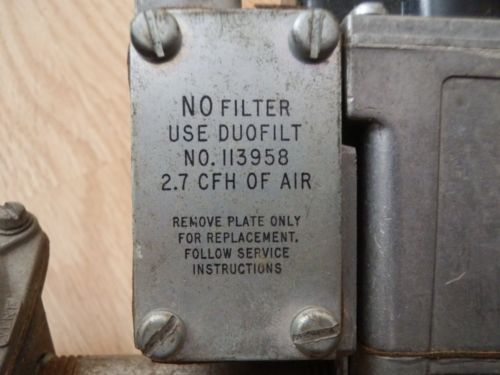 NO FILTER
USE DUOFILT
NO. 113958
2.7 CFH OF AIR
REMOVE PLATE ONLY
FOR REPLACEMENT.
FOLLOW SERVICE
INSTRUCTIONS